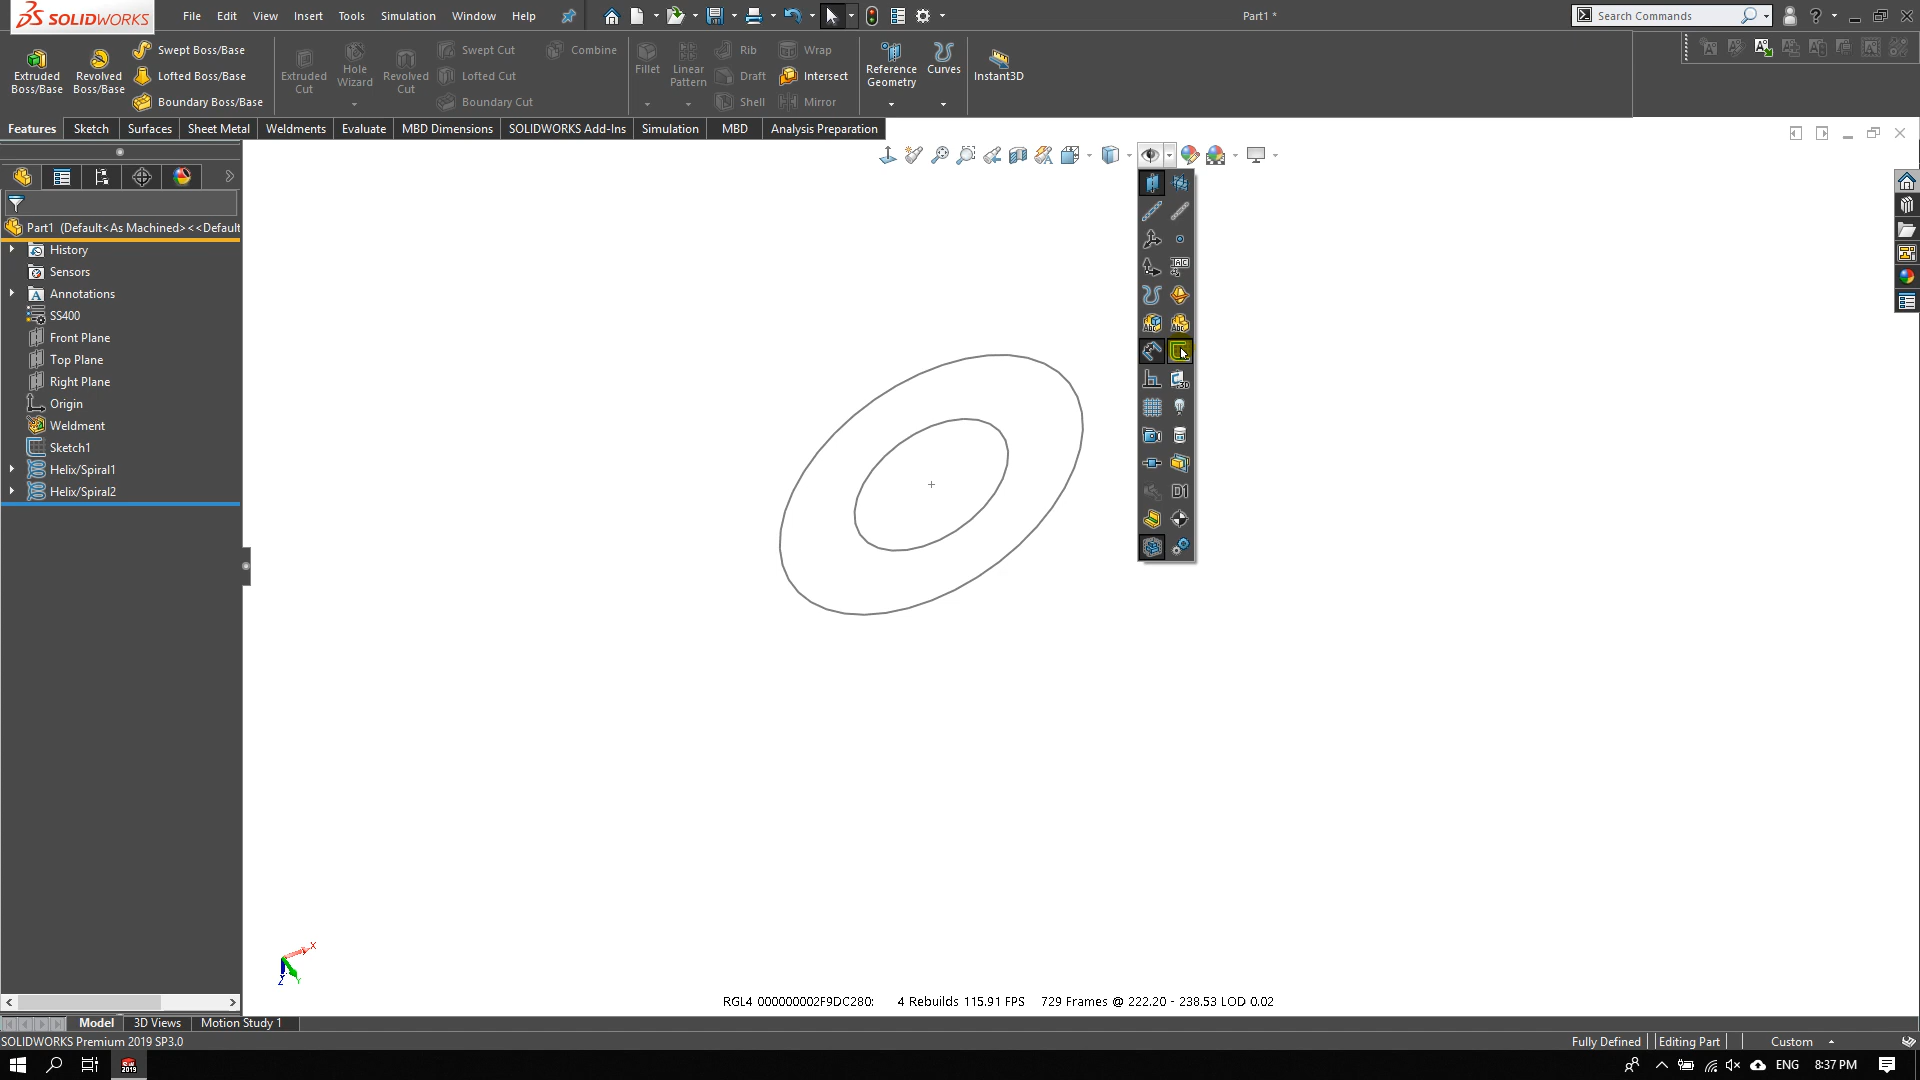 SOLIDWORKS File Edit View Insert Tools Simulation Window Help Part1 * Search Commands
Extruded Boss/Base
Revolved Boss/Base
Swept Boss/Base
Lofted Boss/Base
Boundary Boss/Base
Extruded Cut
Hole Wizard
Revolved Cut
Swept Cut
Lofted Cut
Boundary Cut
Combine
Fillet
Linear Pattern
Rib
Draft
Shell
Wrap
Intersect
Mirror
Reference Geometry
Curves
Instant3D
Features Sketch Surfaces Sheet Metal Weldments Evaluate MBD Dimensions SOLIDWORKS Add-Ins Simulation MBD Analysis Preparation
Part1 (Default<As Machined><<Default
History
Sensors
Annotations
SS400
Front Plane
Top Plane
Right Plane
Origin
Weldment
Sketch1
Helix/Spiral1
Helix/Spiral2
D1
X
Y
Z
RGL4 000000002F9DC280: 4 Rebuilds 115.91 FPS 729 Frames @ 222.20 - 238.53 LOD 0.02
Model 3D Views Motion Study 1
SOLIDWORKS Premium 2019 SP3.0 Fully Defined Editing Part Custom
2019 ENG 8:37 PM